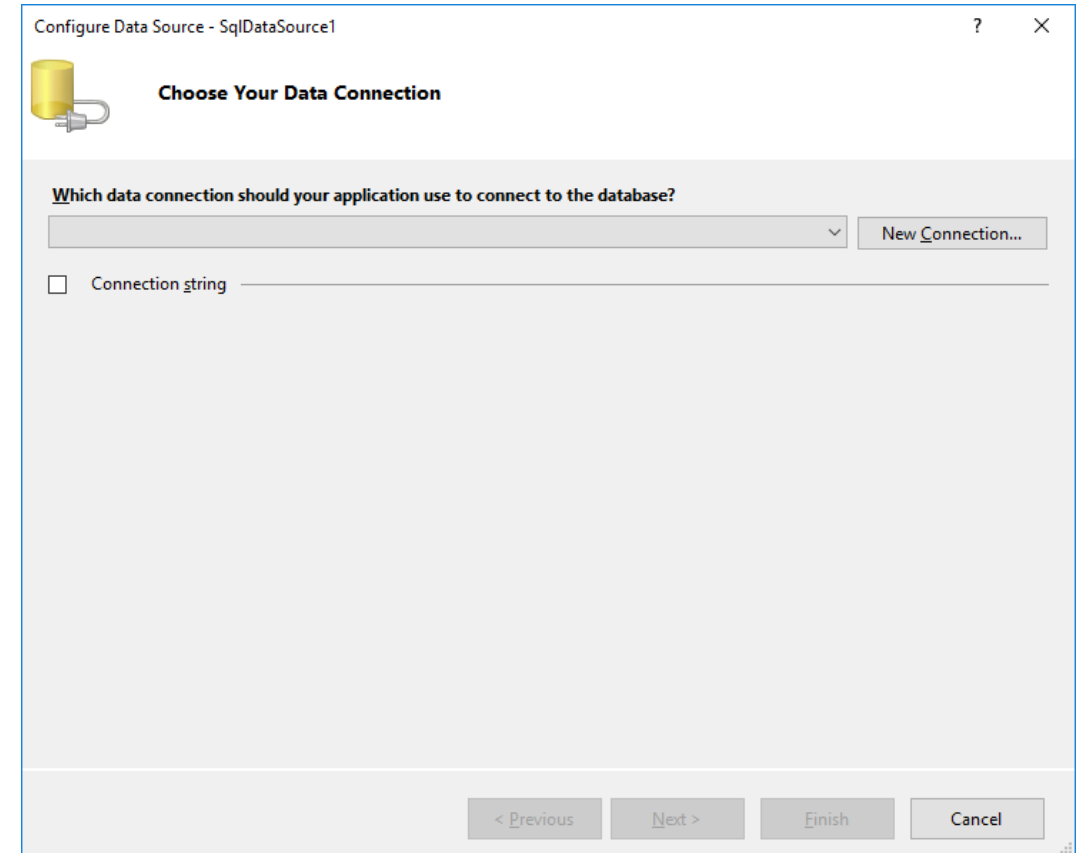 Configure Data Source - SqlDataSource1
?
Choose Your Data Connection
Which data connection should your application use to connect to the database?
New Connection...
Connection string
< Previous
Next >
Finish
Cancel